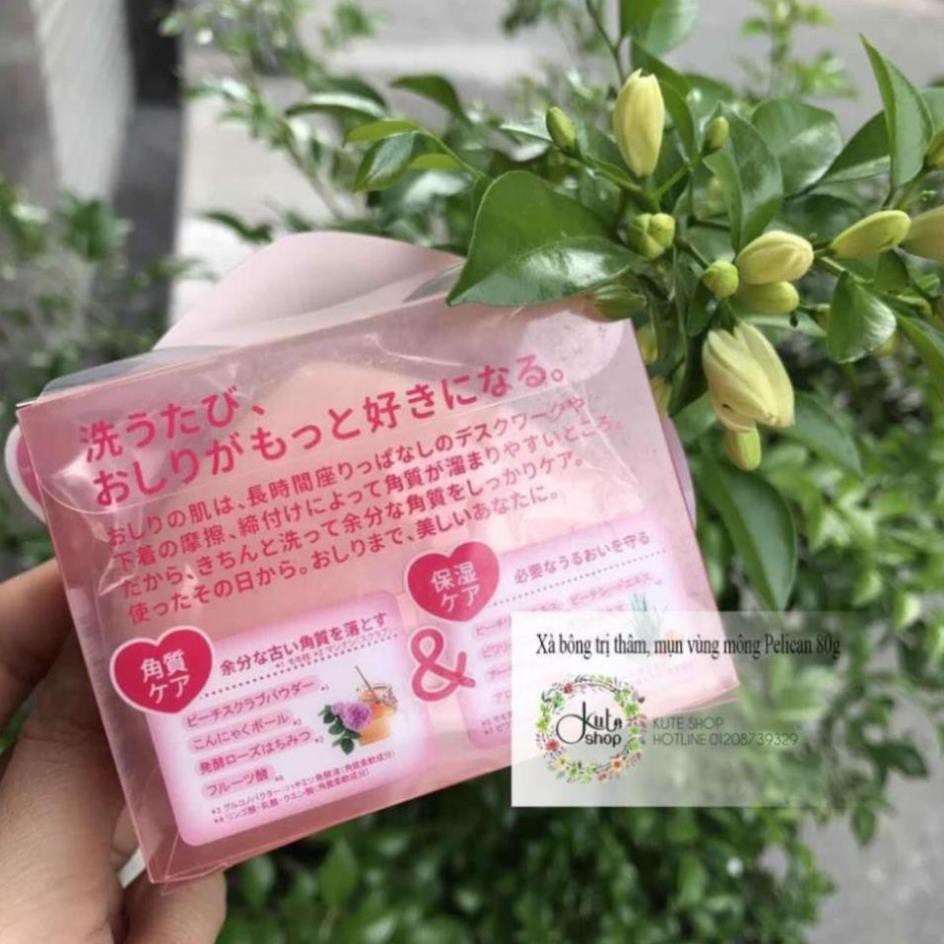 洗うたび、
おしりがもっと好きになる。
おしりの肌は、長時間座りっぱなしのデスクワークや
下着の摩擦、締付けによって角質が溜まりやすいところ。
だから、きちんと洗って余分な角質をしっかりケア。
使ったその日から。おしりまで、美しいあなたに。
角質
ケア
余分な古い角質を落とす
ピーチスクラブパウダー
こんにゃくボール
発酵ローズはちみつ
フルーツ酸
&
保湿
ケア
必要なうるおいを守る
Xà bông trị thâm, mụn vùng mông Pelican 80g
Kute
shop
KUTE SHOP
HOTLINE 01208739329